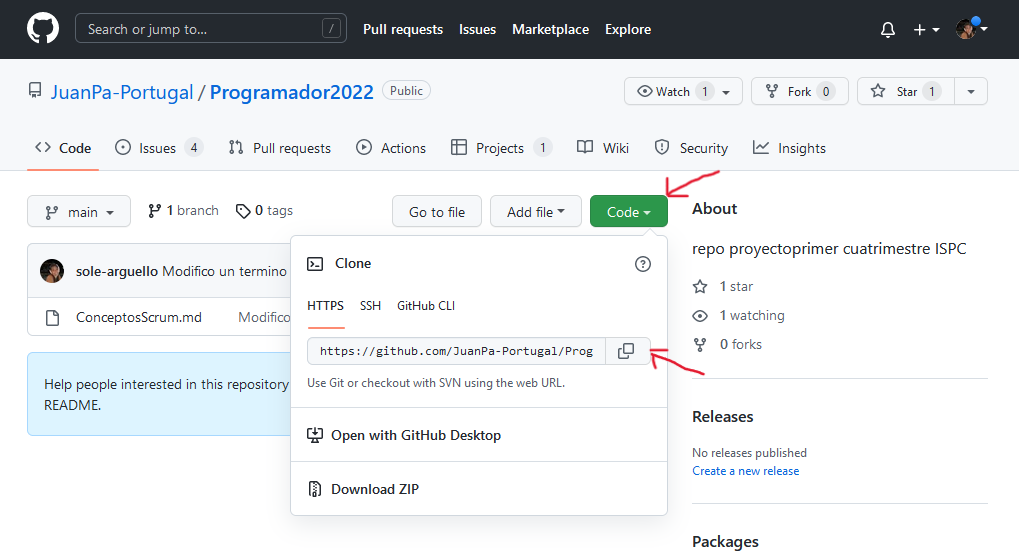 Search or jump to... / Pull requests Issues Marketplace Explore
JuanPa-Portugal / Programador2022 Public Watch 1 Fork 0 Star 1
Code Issues 4 Pull requests Actions Projects 1 Wiki Security Insights
main 1 branch 0 tags Go to file Add file Code
sole-arguello Modifico un termino
ConceptosScrum.md Modifico
Help people interested in this repository
README.
Clone
HTTPS SSH GitHub CLI
https://github.com/JuanPa-Portugal/Prog
Use Git or checkout with SVN using the web URL.
Open with GitHub Desktop
Download ZIP
About
repo proyectoprimer cuatrimestre ISPC
1 star
1 watching
0 forks
Releases
No releases published
Create a new release
Packages